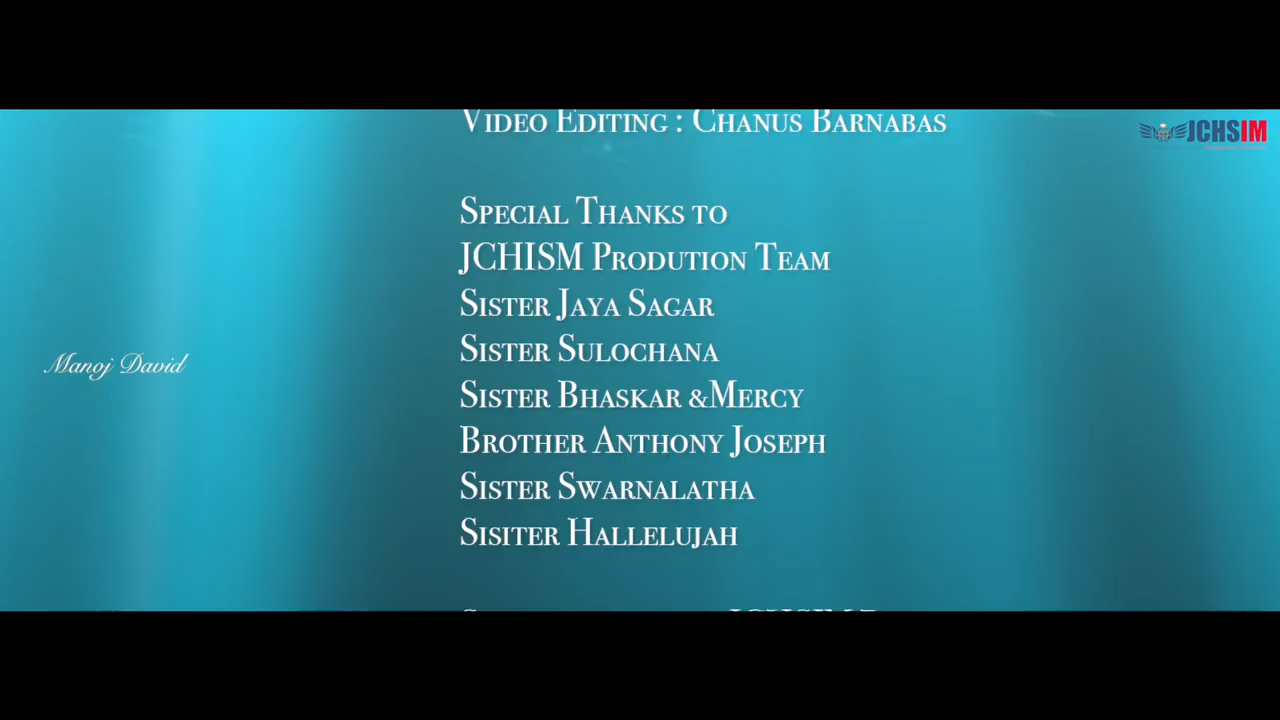 Video Editing : Chanus Barnabas
JCHSIM
Special Thanks to
JCHISM Prodution Team
Sister Jaya Sagar
Sister Sulochana
Manoj David
Sister Bhaskar &Mercy
Brother Anthony Joseph
Sister Swarnalatha
Sisiter Hallelujah